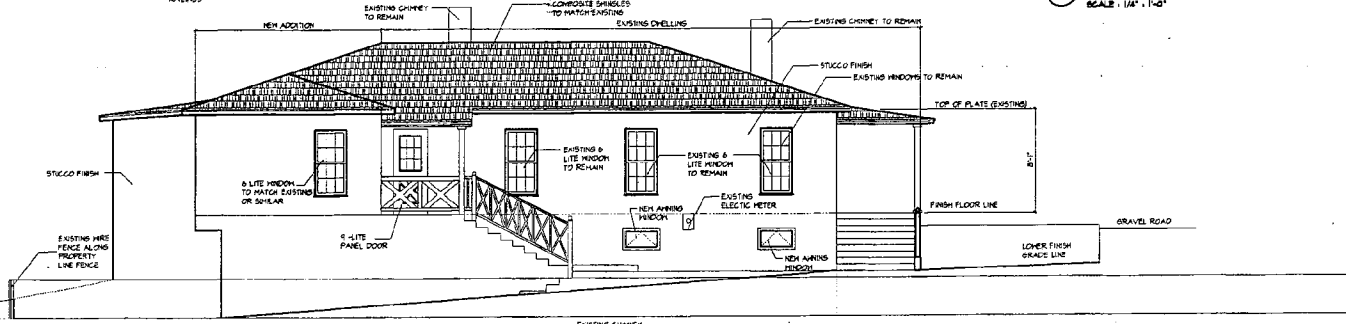 SCALE : 1/4" : 1'-0"
EXISTING CHIMNEY
TO REMAIN
COMPOSITE SHINGLES
TO MATCH EXISTING
NEW ADDITION
EXISTING DWELLING
EXISTING CHIMNEY TO REMAIN
STUCCO FINISH
EXISTING WINDOWS TO REMAIN
TOP OF PLATE (EXISTING)
8'-1"
STUCCO FINISH
6 LITE WINDOW
TO MATCH EXISTING
OR SIMILAR
EXISTING 6
LITE WINDOW
TO REMAIN
EXISTING 6
LITE WINDOW
TO REMAIN
NEW AWNING
WINDOW
EXISTING
ELECTIC METER
FINISH FLOOR LINE
GRAVEL ROAD
9 -LITE
PANEL DOOR
EXISTING WIRE
FENCE ALONG
PROPERTY
LINE FENCE
NEW AWNING
WINDOW
LOWER FINISH
GRADE LINE